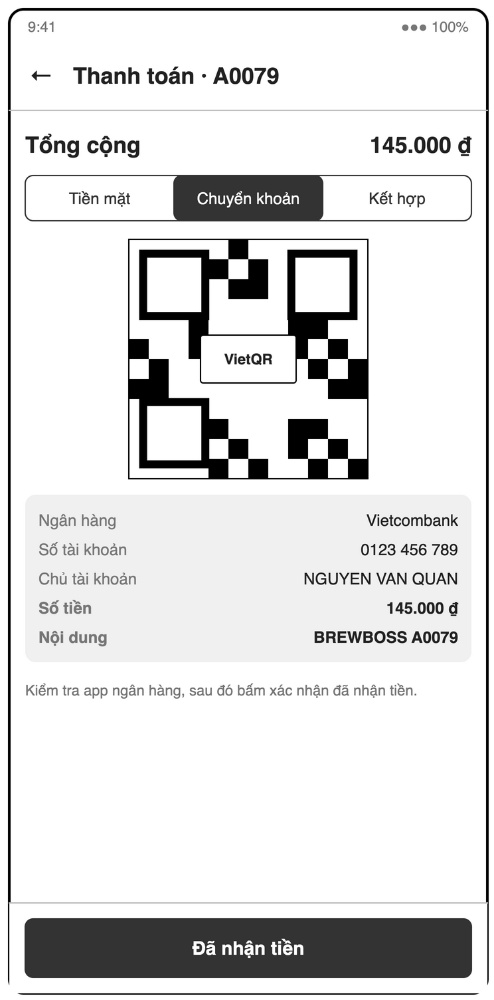 9:41 ●●● 100%
← Thanh toán · A0079
Tổng cộng 145.000 ₫
Tiền mặt Chuyển khoản Kết hợp
VietQR
Ngân hàng Vietcombank
Số tài khoản 0123 456 789
Chủ tài khoản NGUYEN VAN QUAN
Số tiền 145.000 ₫
Nội dung BREWBOSS A0079
Kiểm tra app ngân hàng, sau đó bấm xác nhận đã nhận tiền.
Đã nhận tiền